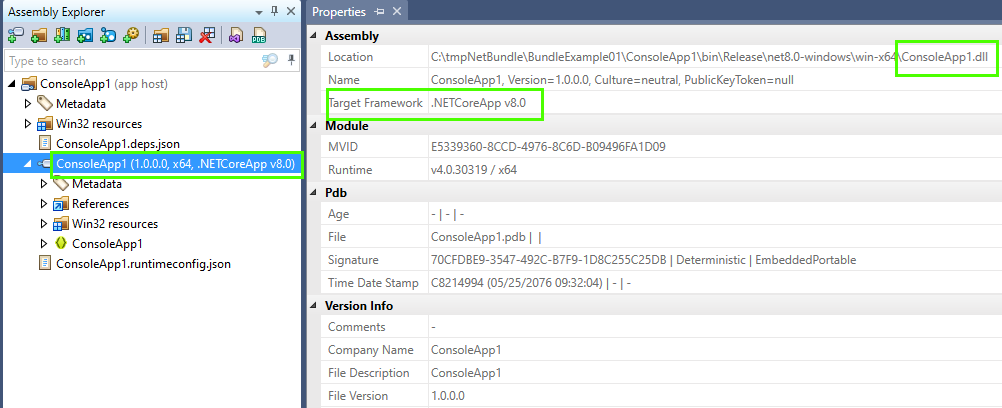 Assembly Explorer
Type to search
ConsoleApp1 (app host)
Metadata
Win32 resources
ConsoleApp1.deps.json
ConsoleApp1 (1.0.0.0, x64, .NETCoreApp v8.0)
Metadata
References
Win32 resources
ConsoleApp1
ConsoleApp1.runtimeconfig.json
Properties
Assembly
Location C:\tmpNetBundle\BundleExample01\ConsoleApp1\bin\Release\net8.0-windows\win-x64\ConsoleApp1.dll
Name ConsoleApp1, Version=1.0.0.0, Culture=neutral, PublicKeyToken=null
Target Framework .NETCoreApp v8.0
Module
MVID E5339360-8CCD-4976-8C6D-B09496FA1D09
Runtime v4.0.30319 / x64
Pdb
Age - | - | -
File ConsoleApp1.pdb | |
Signature 70CFDBE9-3547-492C-B7F9-1D8C255C25DB | Deterministic | EmbeddedPortable
Time Date Stamp C8214994 (05/25/2076 09:32:04) | - | -
Version Info
Comments -
Company Name ConsoleApp1
File Description ConsoleApp1
File Version 1.0.0.0